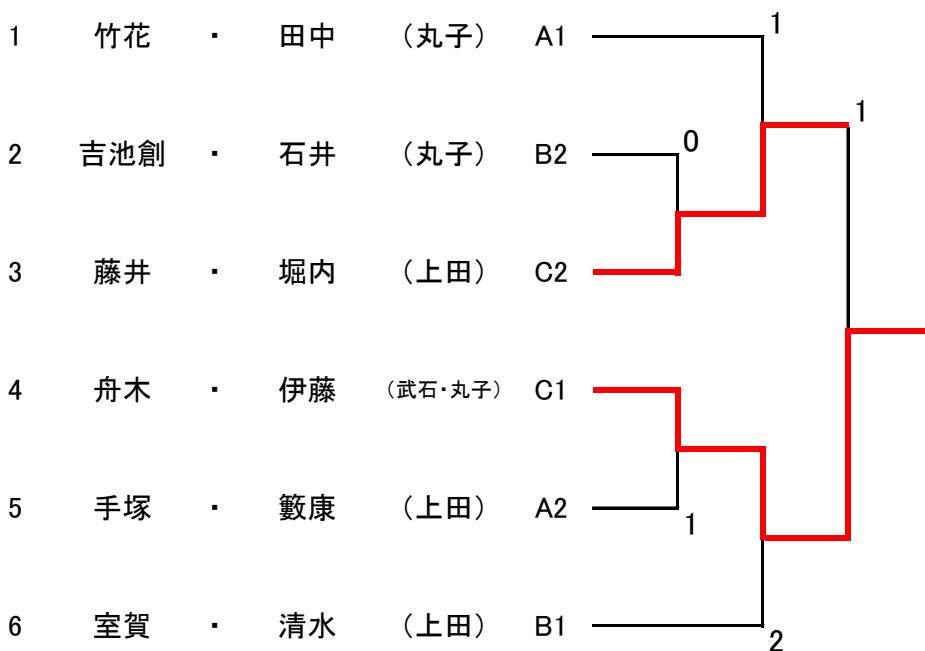 1 竹花 ・ 田中 （丸子） A1 1
1
2 吉池創 ・ 石井 （丸子） B2 0
3 藤井 ・ 堀内 （上田） C2
4 舟木 ・ 伊藤 （武石・丸子） C1
5 手塚 ・ 籔康 （上田） A2 1
6 室賀 ・ 清水 （上田） B1 2